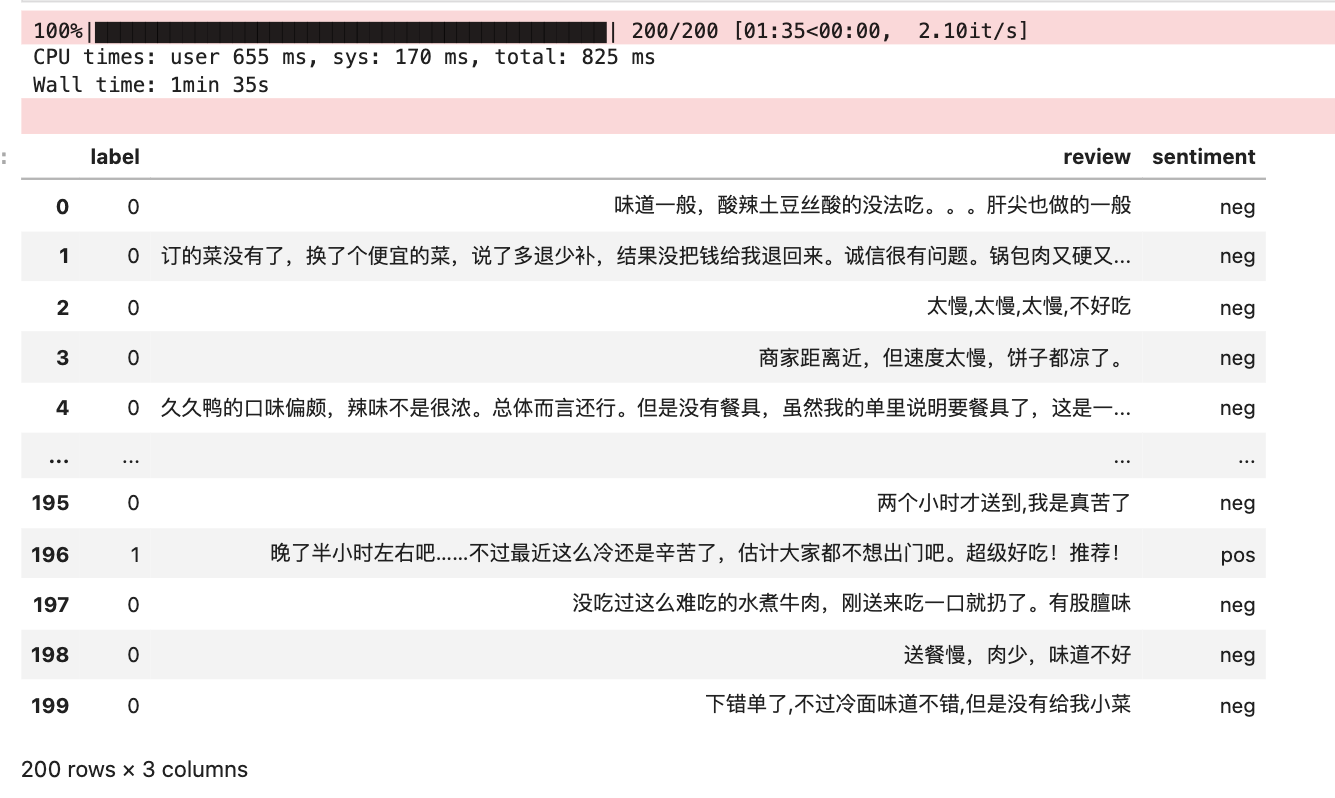 100%|██████████████████████████████████████████| 200/200 [01:35<00:00,  2.10it/s]
CPU times: user 655 ms, sys: 170 ms, total: 825 ms
Wall time: 1min 35s
:
label review sentiment
0 0 味道一般，酸辣土豆丝酸的没法吃。。。肝尖也做的一般 neg
1 0 订的菜没有了，换了个便宜的菜，说了多退少补，结果没把钱给我退回来。诚信很有问题。锅包肉又硬又... neg
2 0 太慢,太慢,太慢,不好吃 neg
3 0 商家距离近，但速度太慢，饼子都凉了。 neg
4 0 久久鸭的口味偏颇，辣味不是很浓。总体而言还行。但是没有餐具，虽然我的单里说明要餐具了，这是一... neg
... ... ... ...
195 0 两个小时才送到,我是真苦了 neg
196 1 晚了半小时左右吧……不过最近这么冷还是辛苦了，估计大家都不想出门吧。超级好吃！推荐！ pos
197 0 没吃过这么难吃的水煮牛肉，刚送来吃一口就扔了。有股膻味 neg
198 0 送餐慢，肉少，味道不好 neg
199 0 下错单了,不过冷面味道不错,但是没有给我小菜 neg
200 rows × 3 columns